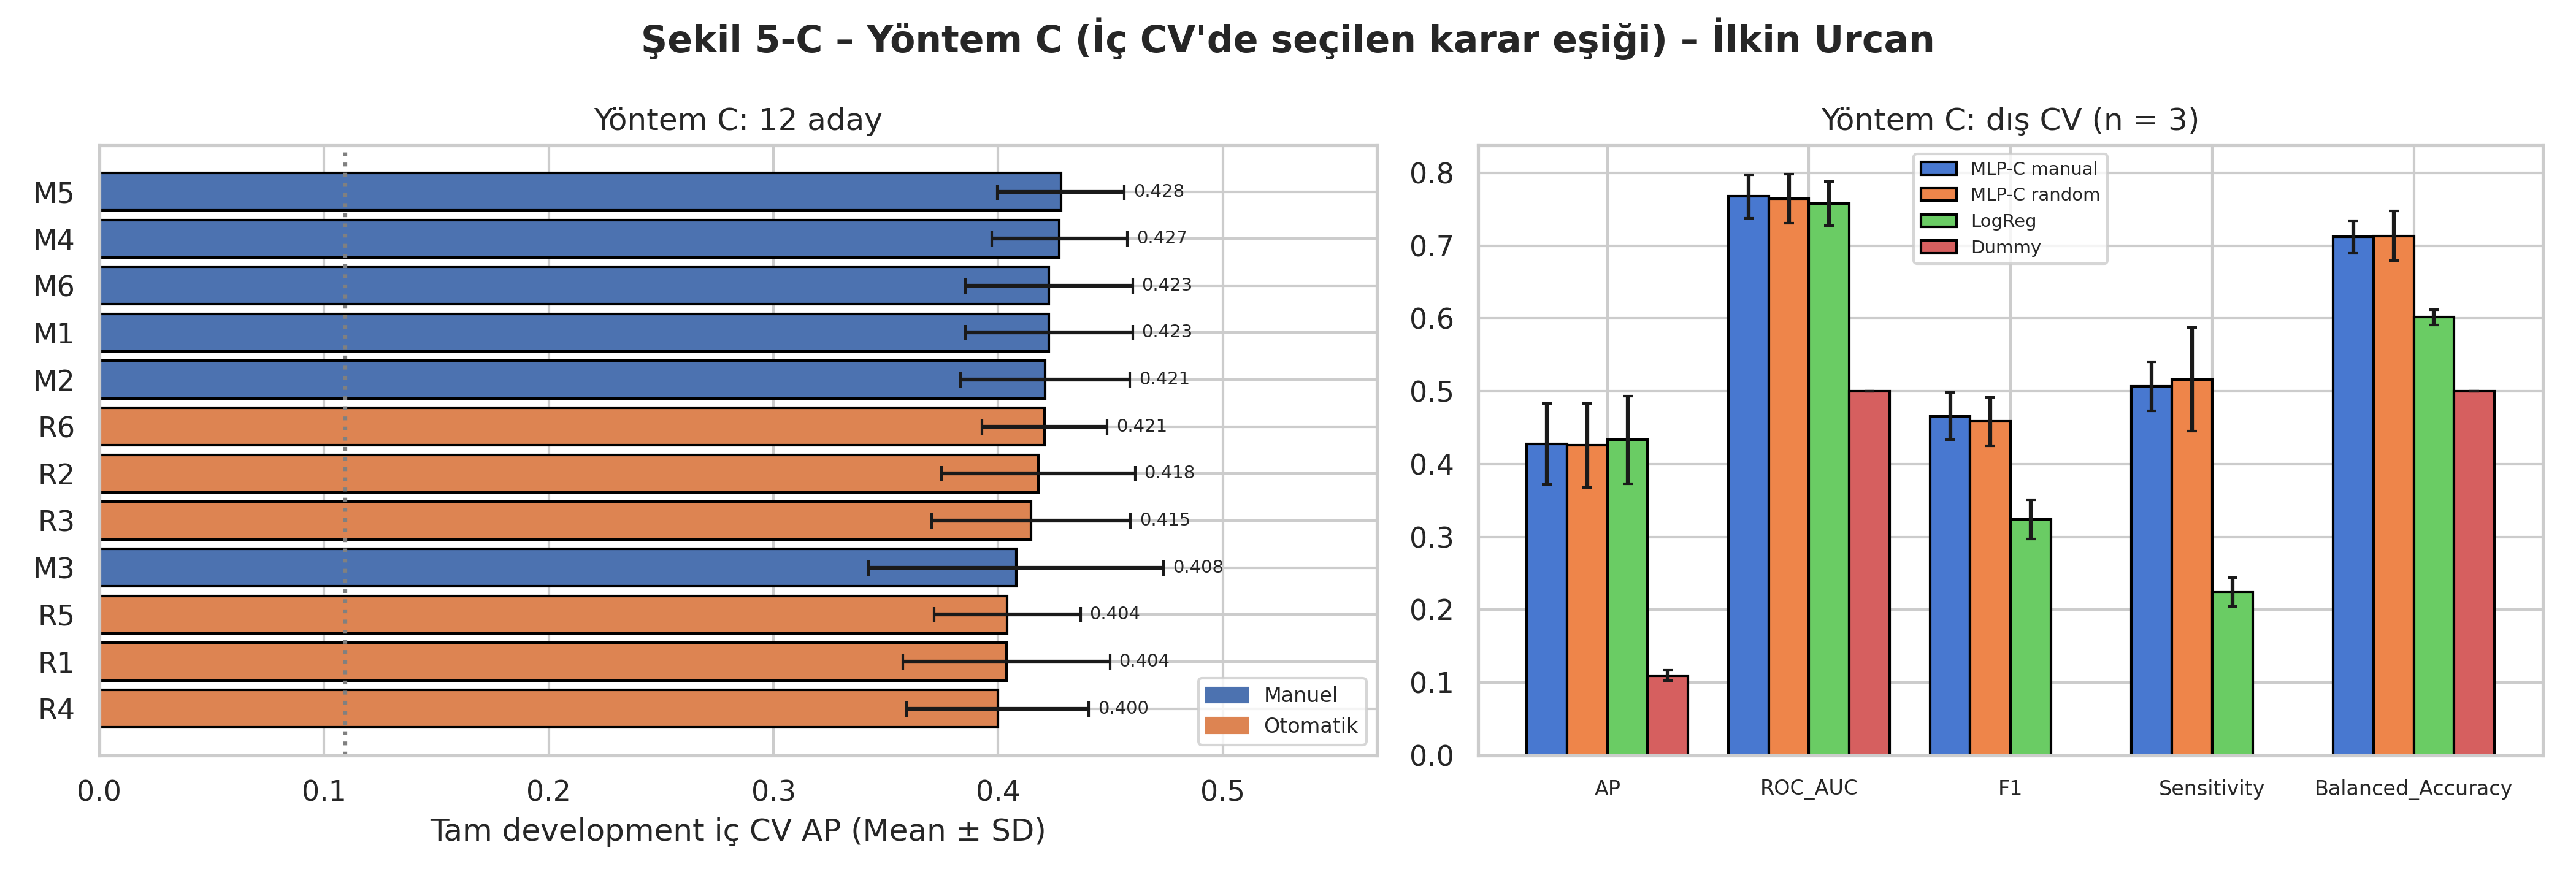 Şekil 5-C – Yöntem C (İç CV'de seçilen karar eşiği) – İlkin Urcan
Yöntem C: 12 aday
M5
0.428
M4
0.427
M6
0.423
M1
0.423
M2
0.421
R6
0.421
R2
0.418
R3
0.415
M3
0.408
R5
0.404
R1
0.404
R4
0.400
Manuel
Otomatik
0.0 0.1 0.2 0.3 0.4 0.5
Tam development iç CV AP (Mean ± SD)
Yöntem C: dış CV (n = 3)
MLP-C manual
MLP-C random
LogReg
Dummy
0.8
0.7
0.6
0.5
0.4
0.3
0.2
0.1
0.0
AP ROC_AUC F1 Sensitivity Balanced_Accuracy